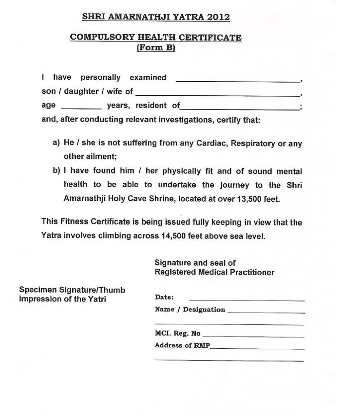 SHRI AMARNATHJI YATRA 2012
COMPULSORY HEALTH CERTIFICATE
(Form B)
I have personally examined ____________________,
son / daughter / wife of ____________________,
age ________ years, resident of____________________;
and, after conducting relevant investigations, certify that:
a) He / she is not suffering from any Cardiac, Respiratory or any
other ailment;
b) I have found him / her physically fit and of sound mental
health to be able to undertake the journey to the Shri
Amarnathji Holy Cave Shrine, located at over 13,500 feet.
This Fitness Certificate is being issued fully keeping in view that the
Yatra involves climbing across 14,500 feet above sea level.
Signature and seal of
Registered Medical Practitioner
Specimen Signature/Thumb
Impression of the Yatri
Date: ____________________
Name / Designation ____________________
MCI. Reg. No ____________________
Address of RMP____________________